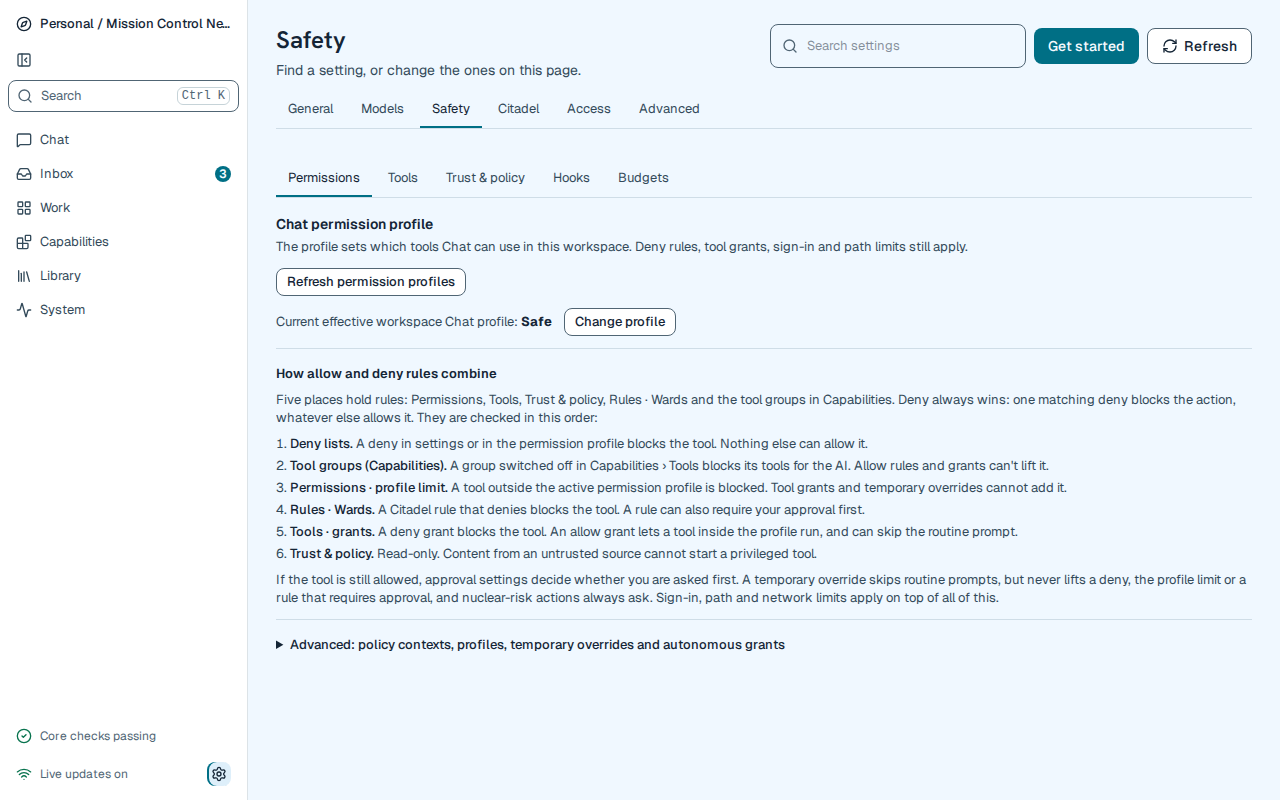 Personal / Mission Control Ne...
Search
Ctrl K
Chat
Inbox
3
Work
Capabilities
Library
System
Core checks passing
Live updates on
Safety
Find a setting, or change the ones on this page.
Search settings
Get started
Refresh
General
Models
Safety
Citadel
Access
Advanced
Permissions
Tools
Trust & policy
Hooks
Budgets
Chat permission profile
The profile sets which tools Chat can use in this workspace. Deny rules, tool grants, sign-in and path limits still apply.
Refresh permission profiles
Current effective workspace Chat profile: Safe
Change profile
How allow and deny rules combine
Five places hold rules: Permissions, Tools, Trust & policy, Rules · Wards and the tool groups in Capabilities. Deny always wins: one matching deny blocks the action,
whatever else allows it. They are checked in this order:
1. Deny lists. A deny in settings or in the permission profile blocks the tool. Nothing else can allow it.
2. Tool groups (Capabilities). A group switched off in Capabilities › Tools blocks its tools for the AI. Allow rules and grants can't lift it.
3. Permissions · profile limit. A tool outside the active permission profile is blocked. Tool grants and temporary overrides cannot add it.
4. Rules · Wards. A Citadel rule that denies blocks the tool. A rule can also require your approval first.
5. Tools · grants. A deny grant blocks the tool. An allow grant lets a tool inside the profile run, and can skip the routine prompt.
6. Trust & policy. Read-only. Content from an untrusted source cannot start a privileged tool.
If the tool is still allowed, approval settings decide whether you are asked first. A temporary override skips routine prompts, but never lifts a deny, the profile limit or a
rule that requires approval, and nuclear-risk actions always ask. Sign-in, path and network limits apply on top of all of this.
Advanced: policy contexts, profiles, temporary overrides and autonomous grants